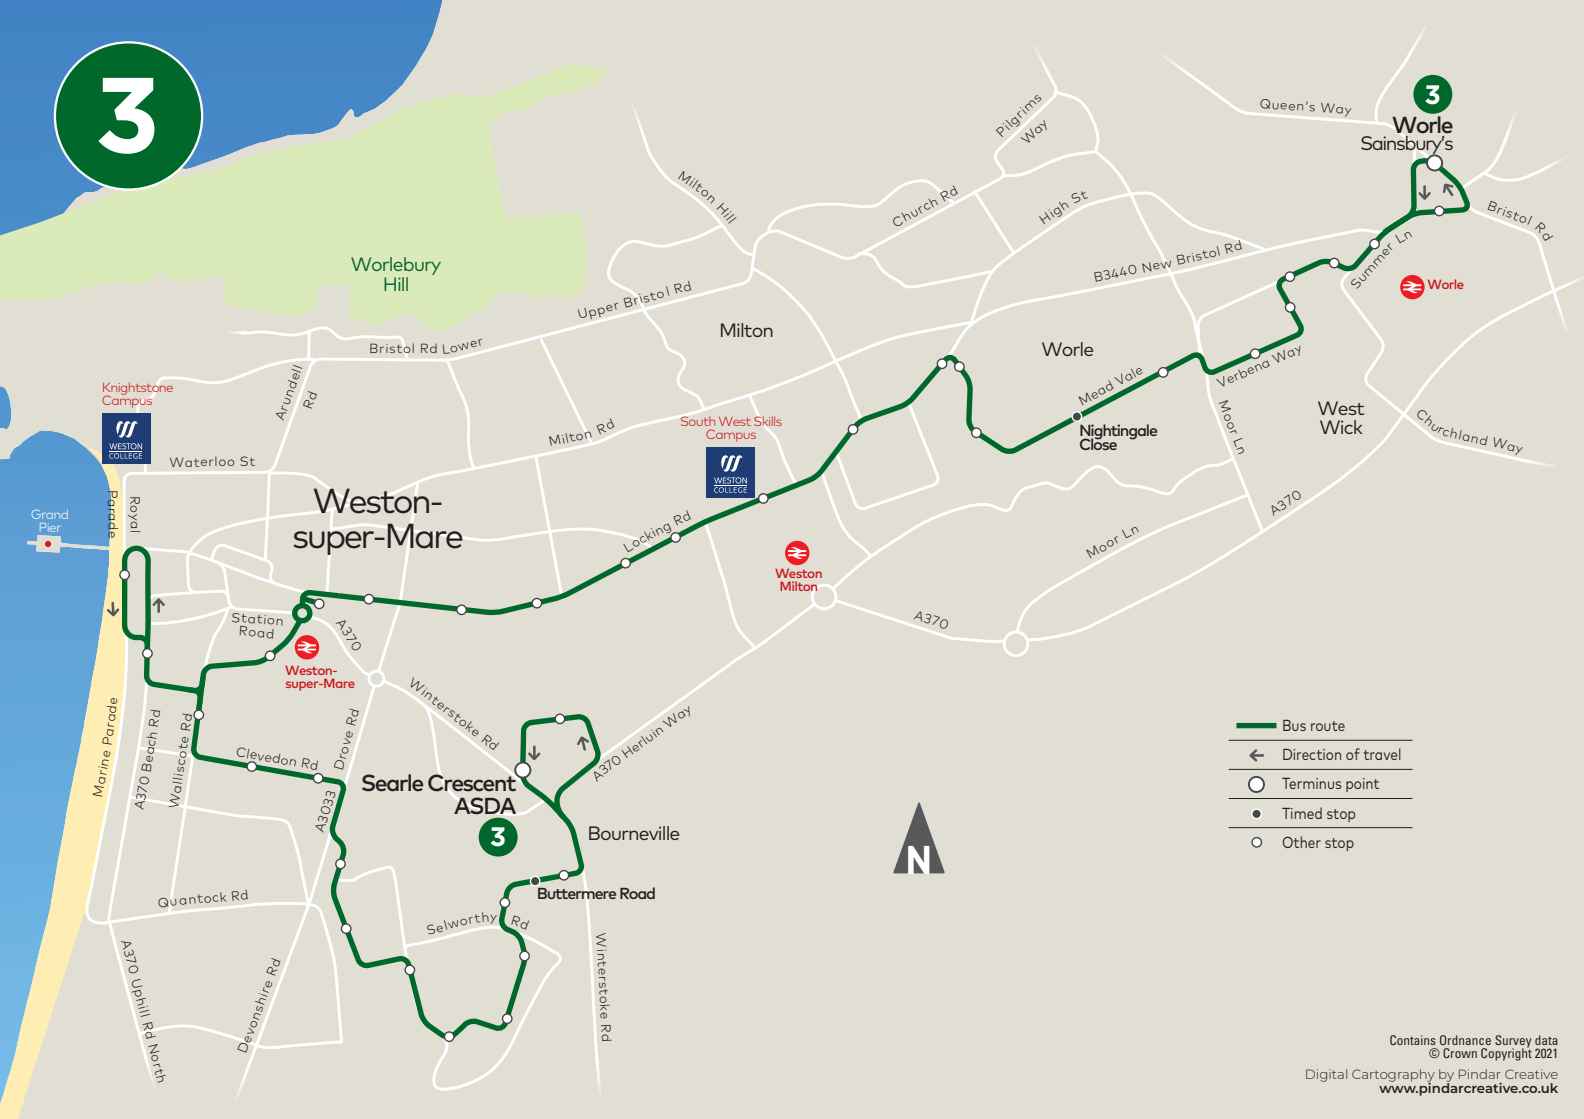 3
Queen's Way
3
Worle
Sainsbury's
Pilgrims
Way
Milton Hill
Church Rd
High St
Bristol Rd
B3440 New Bristol Rd
Summer Ln
Worle
Worlebury
Hill
Upper Bristol Rd
Milton
Bristol Rd Lower
Worle
Verbena Way
Mead Vale
Arundell
Rd
Knightstone
Campus
WESTON
COLLEGE
Milton Rd
South West Skills
Campus
WESTON
COLLEGE
Nightingale
Close
Moor Ln
West
Wick
Churchland Way
Waterloo St
Royal
Parade
Grand
Pier
Weston-
super-Mare
Locking Rd
A370
Moor Ln
Weston
Milton
A370
Station
Road
A370
Weston-
super-Mare
Winterstoke Rd
Marine Parade
A370 Beach Rd
Walliscote Rd
Clevedon Rd
Drove Rd
A3033
A370 Herluin Way
Searle Crescent
ASDA
3
Bourneville
Buttermere Road
Quantock Rd
Selworthy Rd
A370 Uphill Rd North
Devonshire Rd
Winterstoke Rd
N
Bus route
Direction of travel
Terminus point
Timed stop
Other stop
Contains Ordnance Survey data
© Crown Copyright 2021
Digital Cartography by Pindar Creative
www.pindarcreative.co.uk